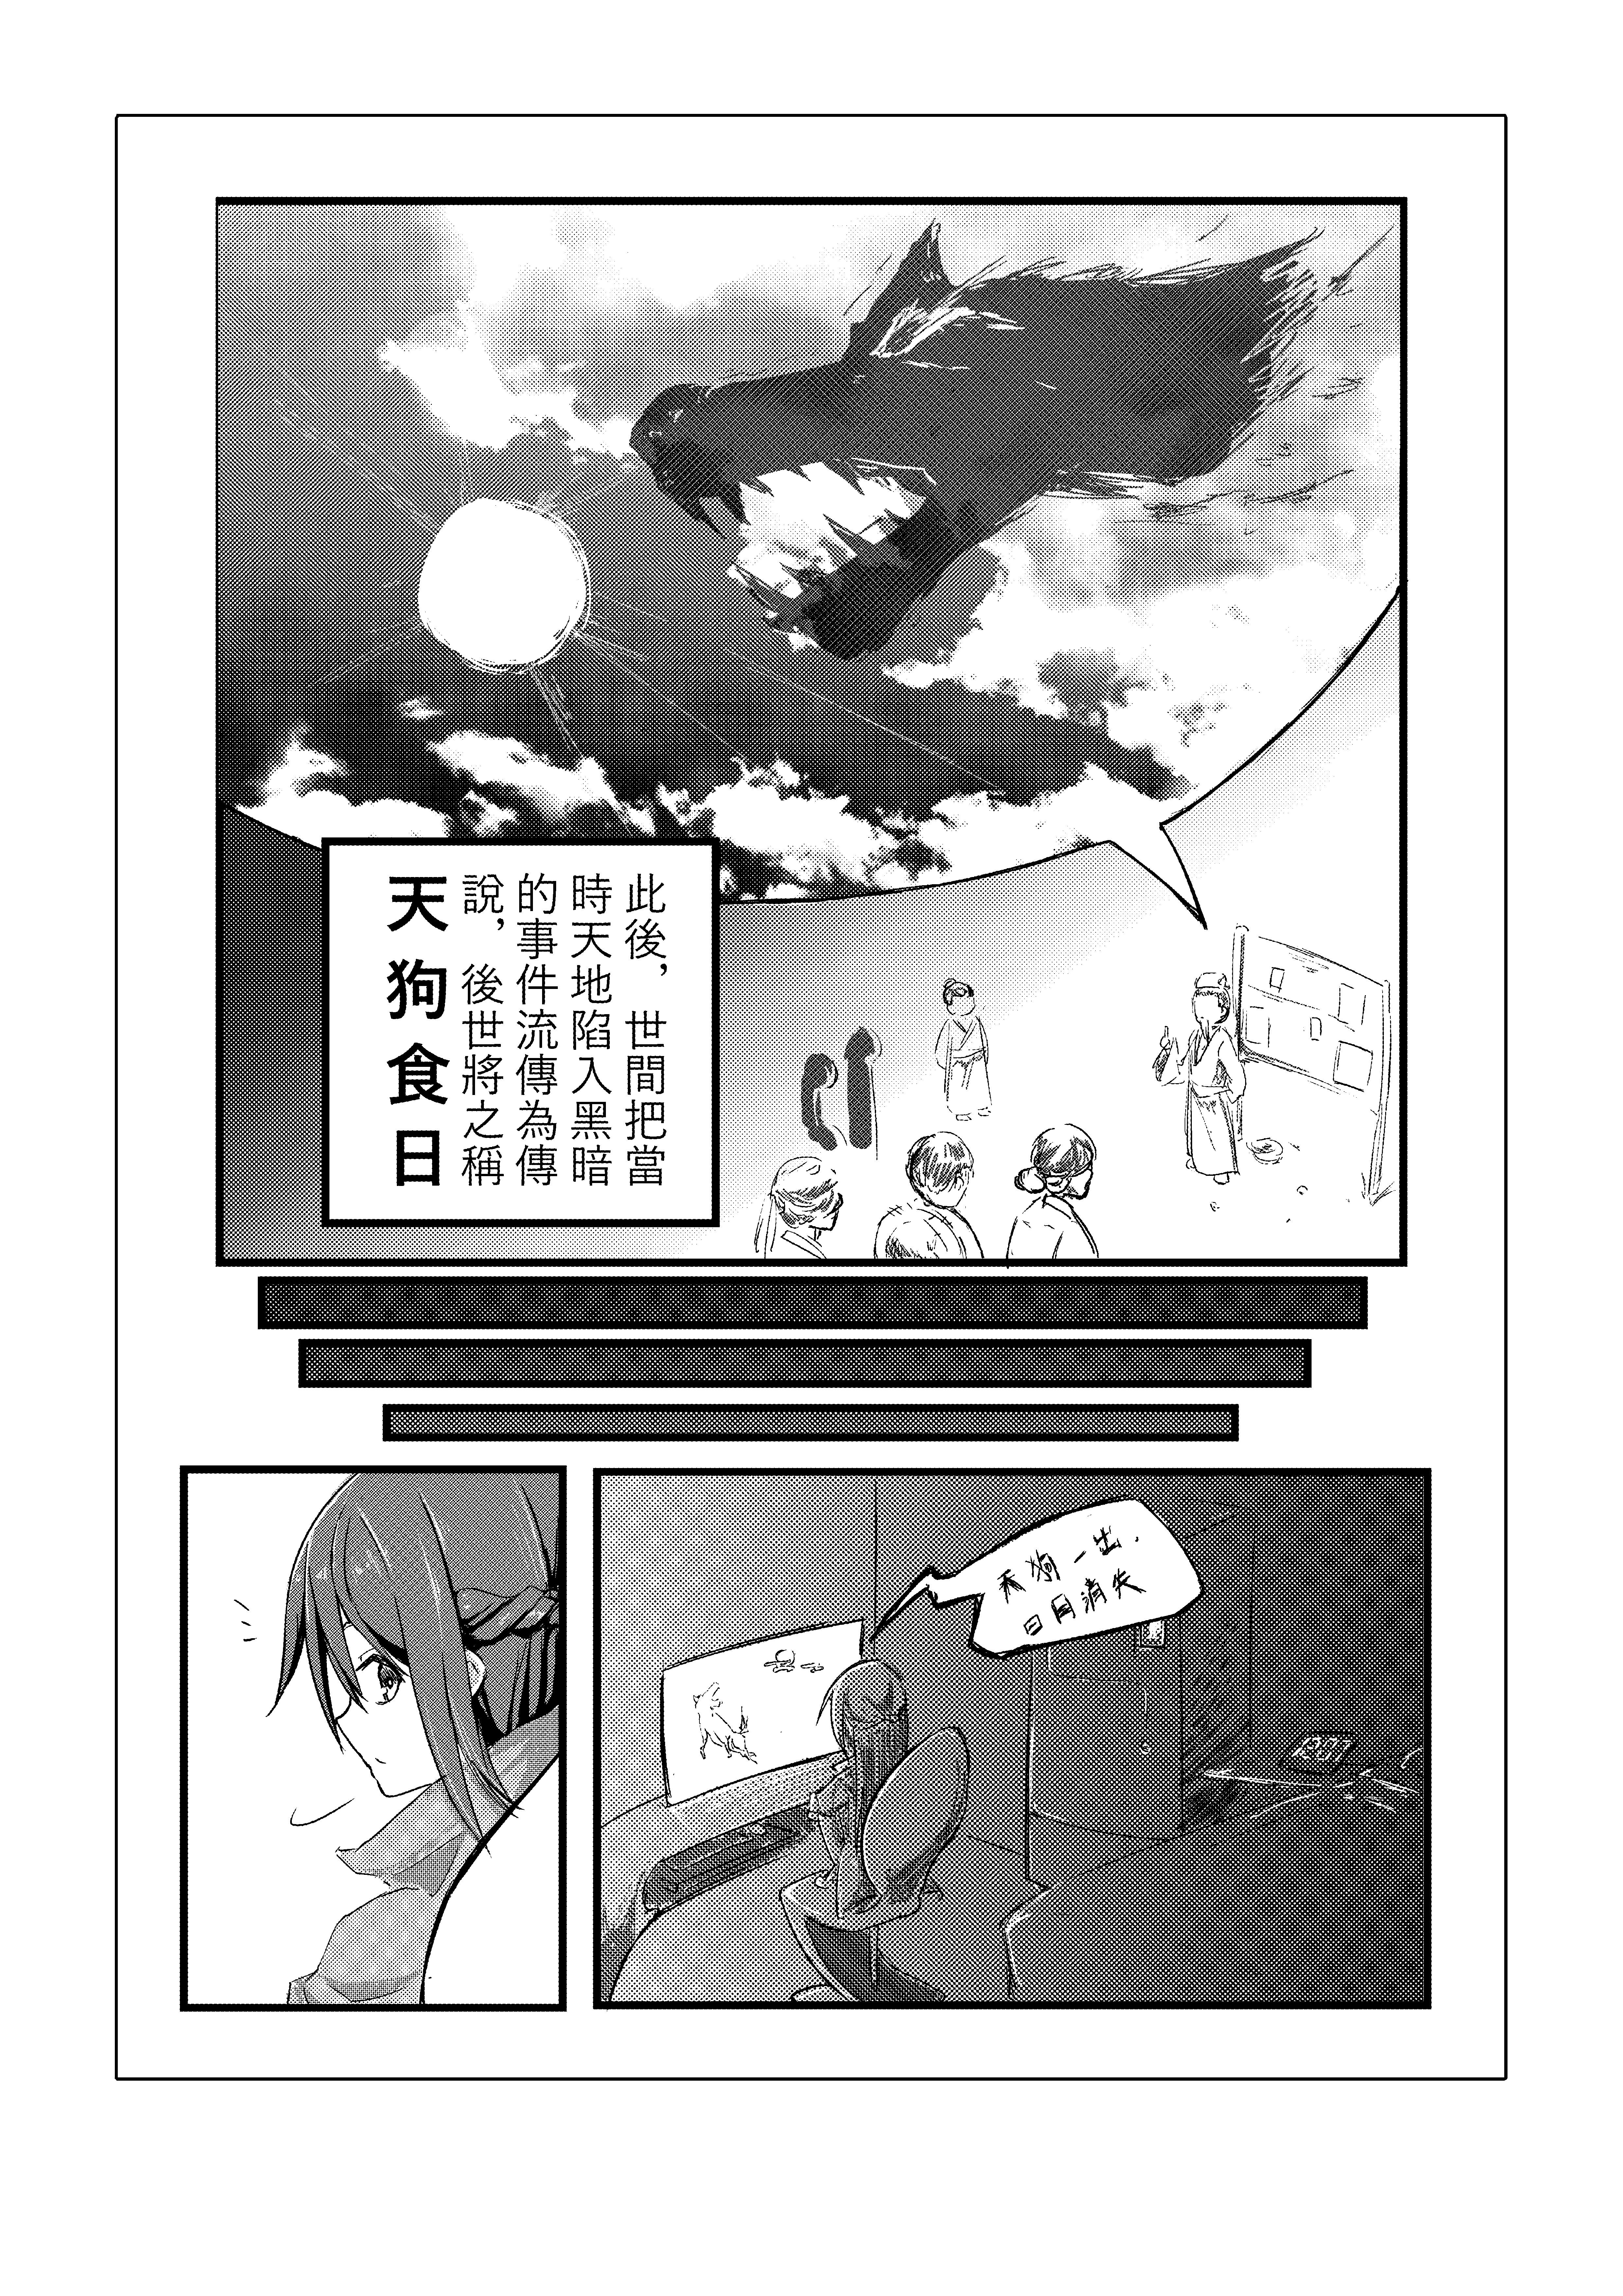 此後，世間把當
時天地陷入黑暗
的事件流傳為傳
說，後世將之稱
天狗食日
天狗一出，
日月消失